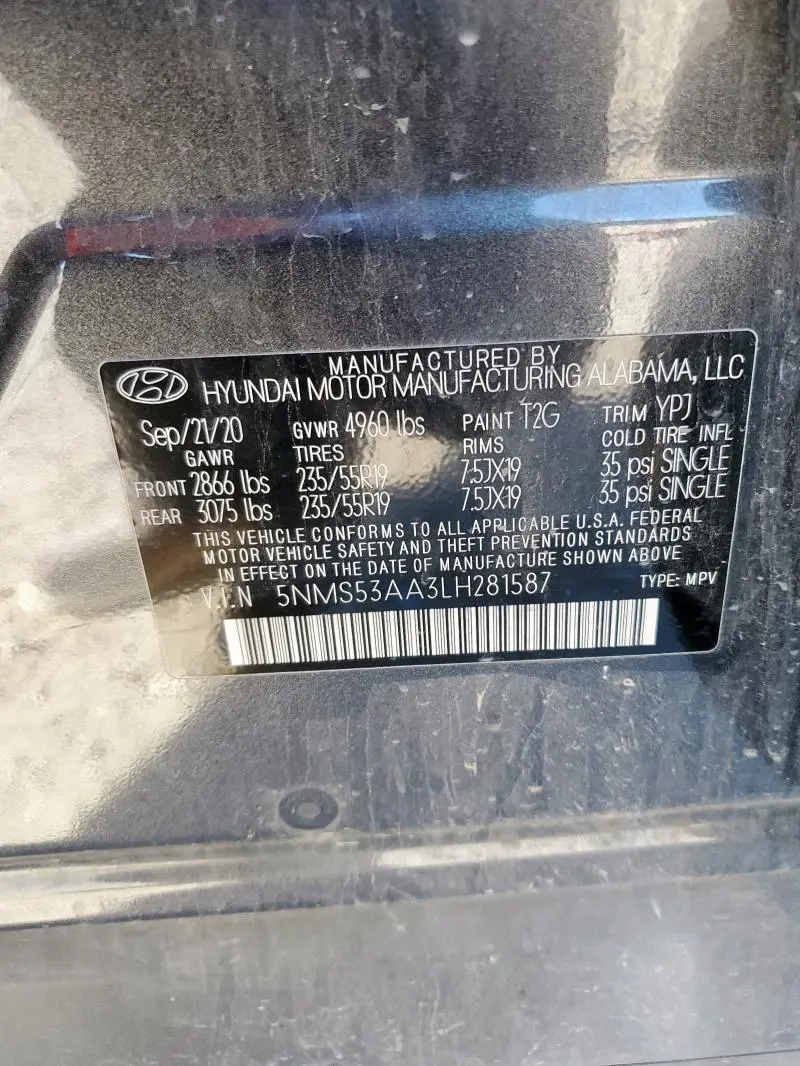 MANUFACTURED BY
HYUNDAI MOTOR MANUFACTURING ALABAMA, LLC
Sep/21/20 GVWR 4960 lbs PAINT T2G TRIM YPJ
GAWR TIRES RIMS COLD TIRE INFL
FRONT 2866 lbs 235/55R19 7.5JX19 35 psi SINGLE
REAR 3075 lbs 235/55R19 7.5JX19 35 psi SINGLE
THIS VEHICLE CONFORMS TO ALL APPLICABLE U.S.A. FEDERAL
MOTOR VEHICLE SAFETY AND THEFT PREVENTION STANDARDS
IN EFFECT ON THE DATE OF MANUFACTURE SHOWN ABOVE
V.I.N 5NMS53AA3LH281587 TYPE: MPV